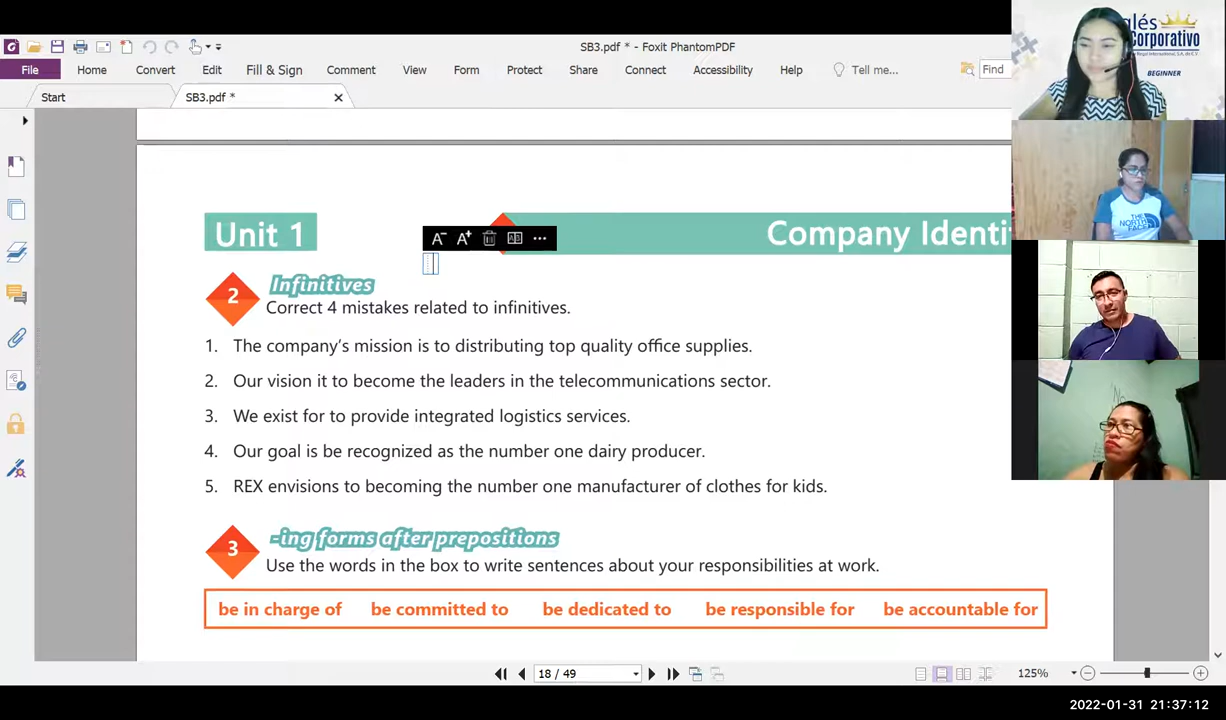 SB3.pdf * - Foxit PhantomPDF
File Home Convert Edit Fill & Sign Comment View Form Protect Share Connect Accessibility Help Tell me... Find
Start SB3.pdf *
Unit 1
Company Identi
A- A+
2 Infinitives
Correct 4 mistakes related to infinitives.
1. The company's mission is to distributing top quality office supplies.
2. Our vision it to become the leaders in the telecommunications sector.
3. We exist for to provide integrated logistics services.
4. Our goal is be recognized as the number one dairy producer.
5. REX envisions to becoming the number one manufacturer of clothes for kids.
3 -ing forms after prepositions
Use the words in the box to write sentences about your responsibilities at work.
be in charge of be committed to be dedicated to be responsible for be accountable for
18 / 49
125%
2022-01-31 21:37:12
glés
Corporativo
BEGINNER
THE
NORTH
FACE